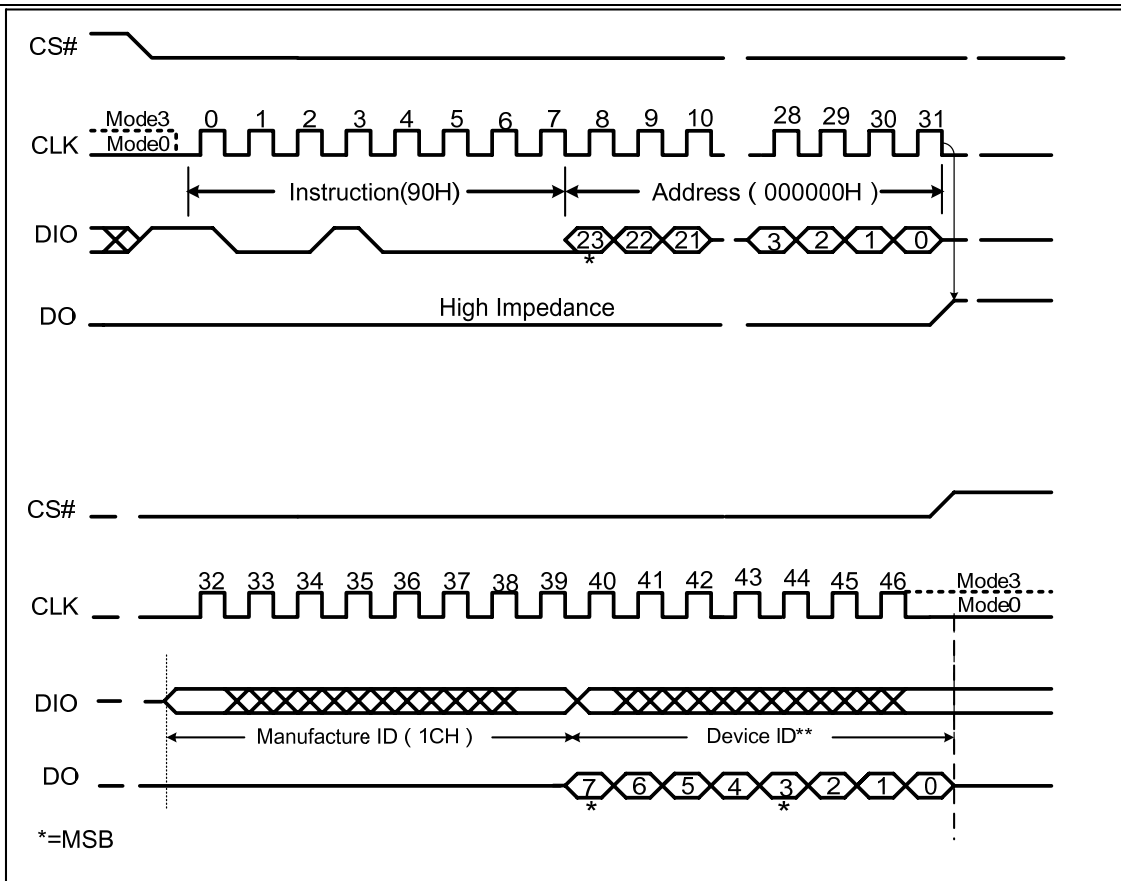 CS#
Mode3
0 1 2 3 4 5 6 7 8 9 10 28 29 30 31
CLK
Mode0
Instruction(90H)
Address ( 000000H )
DIO
23 22 21 3 2 1 0
*
High Impedance
DO
CS#
32 33 34 35 36 37 38 39 40 41 42 43 44 45 46
Mode3
CLK
Mode0
DIO
Manufacture ID ( 1CH )
Device ID**
DO
7 6 5 4 3 2 1 0
* *
*=MSB